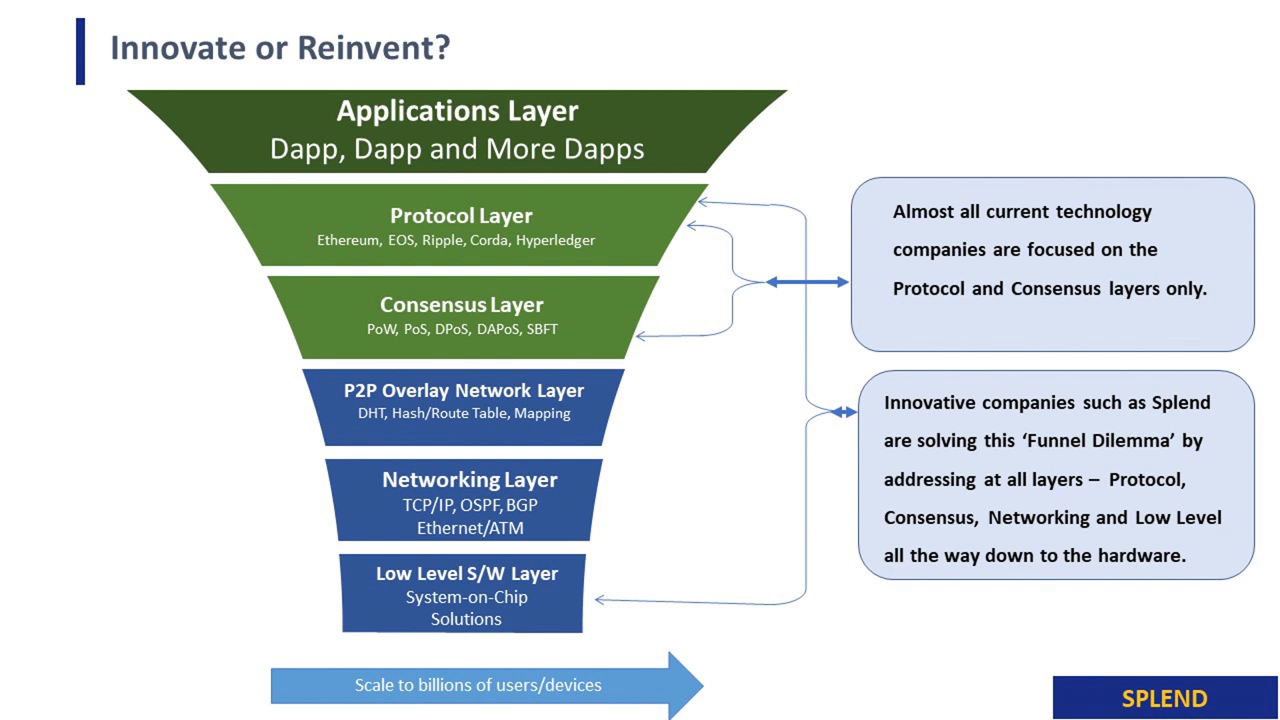 Innovate or Reinvent?
Applications Layer
Dapp, Dapp and More Dapps
Protocol Layer
Ethereum, EOS, Ripple, Corda, Hyperledger
Consensus Layer
PoW, PoS, DPoS, DAPoS, SBFT
P2P Overlay Network Layer
DHT, Hash/Route Table, Mapping
Networking Layer
TCP/IP, OSPF, BGP
Ethernet/ATM
Low Level S/W Layer
System-on-Chip
Solutions
Scale to billions of users/devices
Almost all current technology
companies are focused on the
Protocol and Consensus layers only.
Innovative companies such as Splend
are solving this ‘Funnel Dilemma’ by
addressing at all layers – Protocol,
Consensus, Networking and Low Level
all the way down to the hardware.
SPLEND